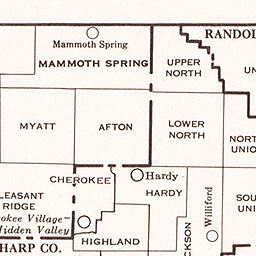 RANDOL
Mammoth Spring
MAMMOTH SPRING
UPPER
NORTH
UN
MYATT
AFTON
LOWER
NORTH
NORT
UNIO
CHEROKEE
Hardy
HARDY
LEASANT
RIDGE
okee Village
Hidden Valley
SOU
UN
Williford
CKSON
HARP CO.
HIGHLAND